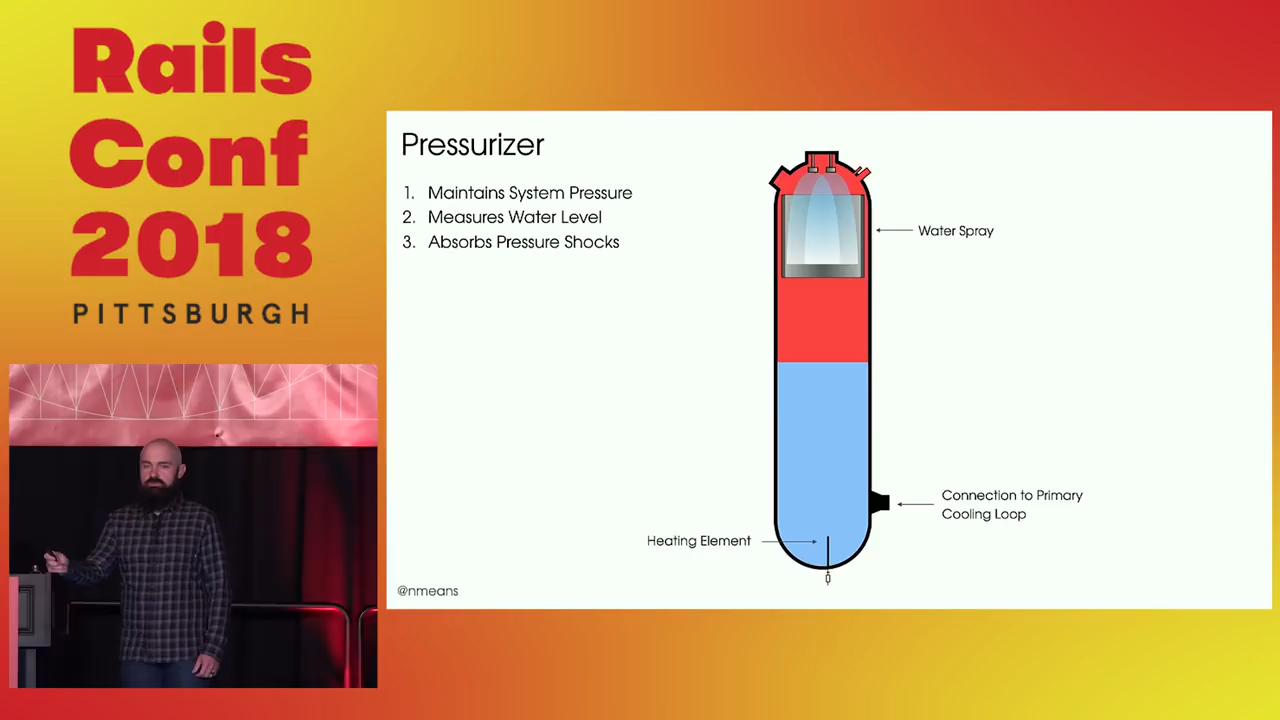 Rails
Conf
2018
PITTSBURGH
Pressurizer
1. Maintains System Pressure
2. Measures Water Level
3. Absorbs Pressure Shocks
Water Spray
Connection to Primary
Cooling Loop
Heating Element
@nmeans